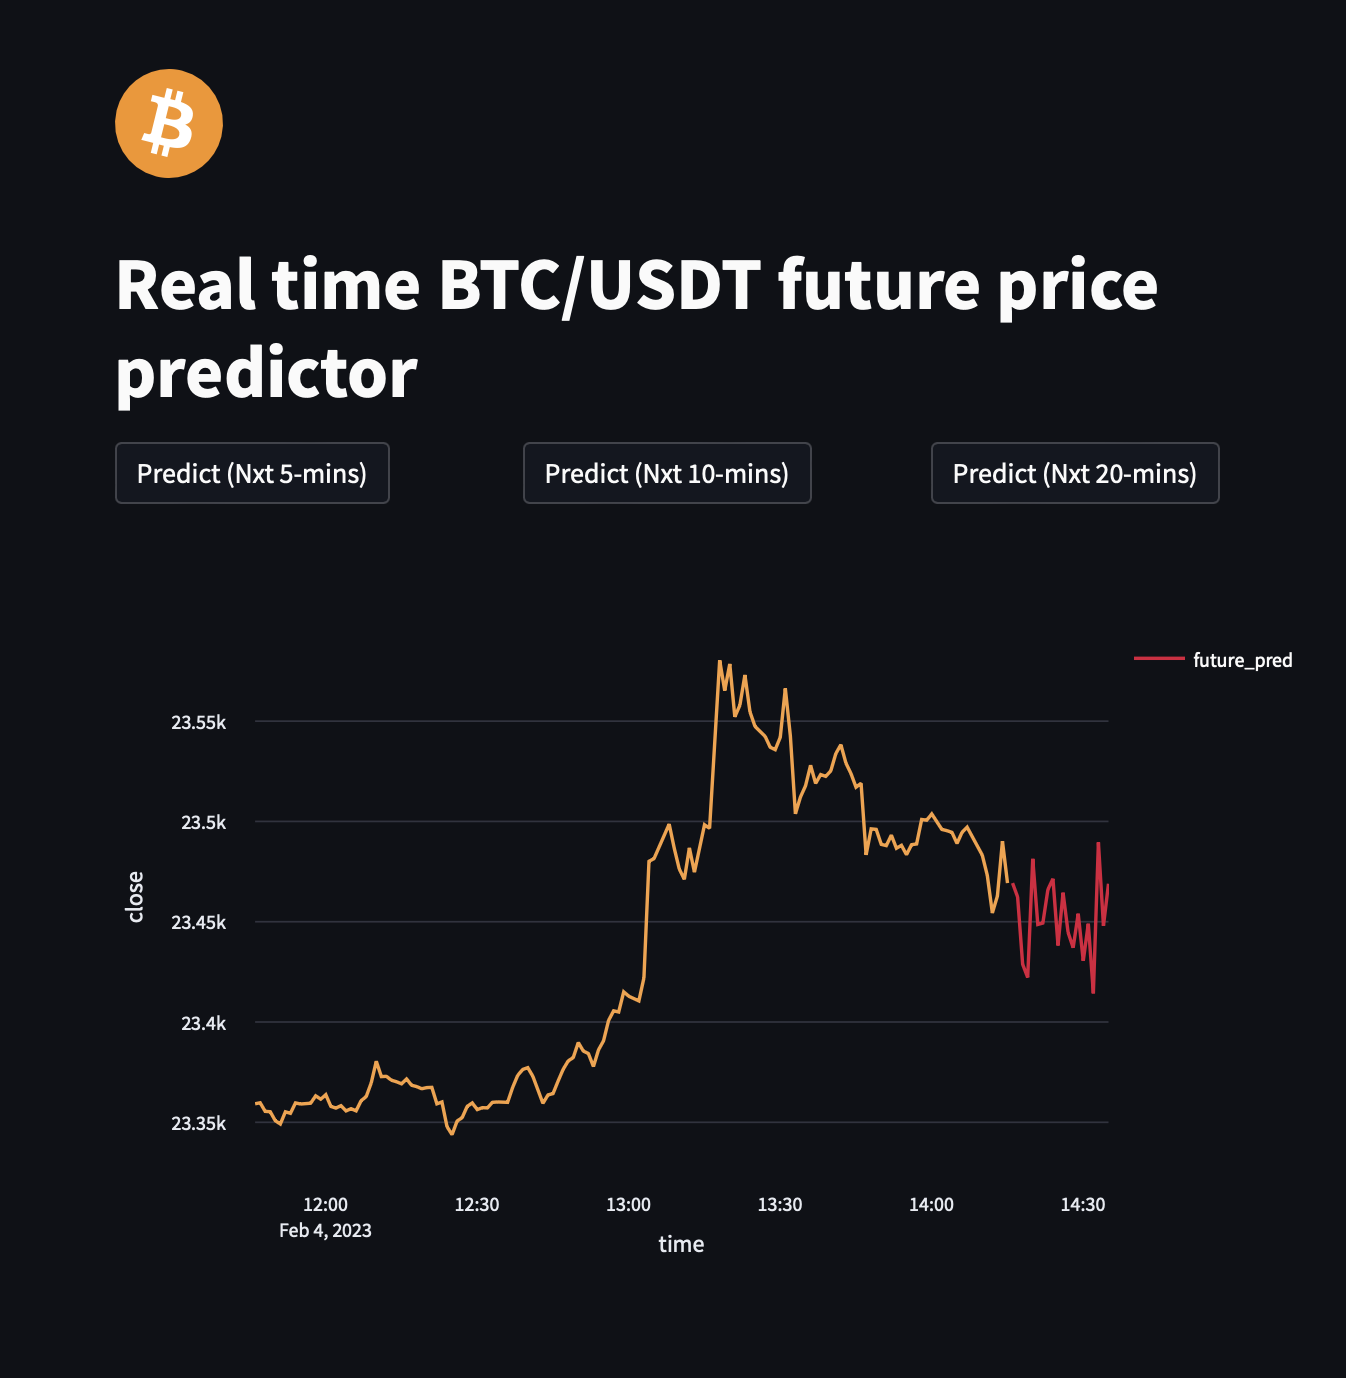 Real time BTC/USDT future price
predictor
Predict (Nxt 5-mins)
Predict (Nxt 10-mins)
Predict (Nxt 20-mins)
future_pred
23.55k
23.5k
23.45k
23.4k
23.35k
close
12:00
Feb 4, 2023
12:30
13:00
13:30
14:00
14:30
time